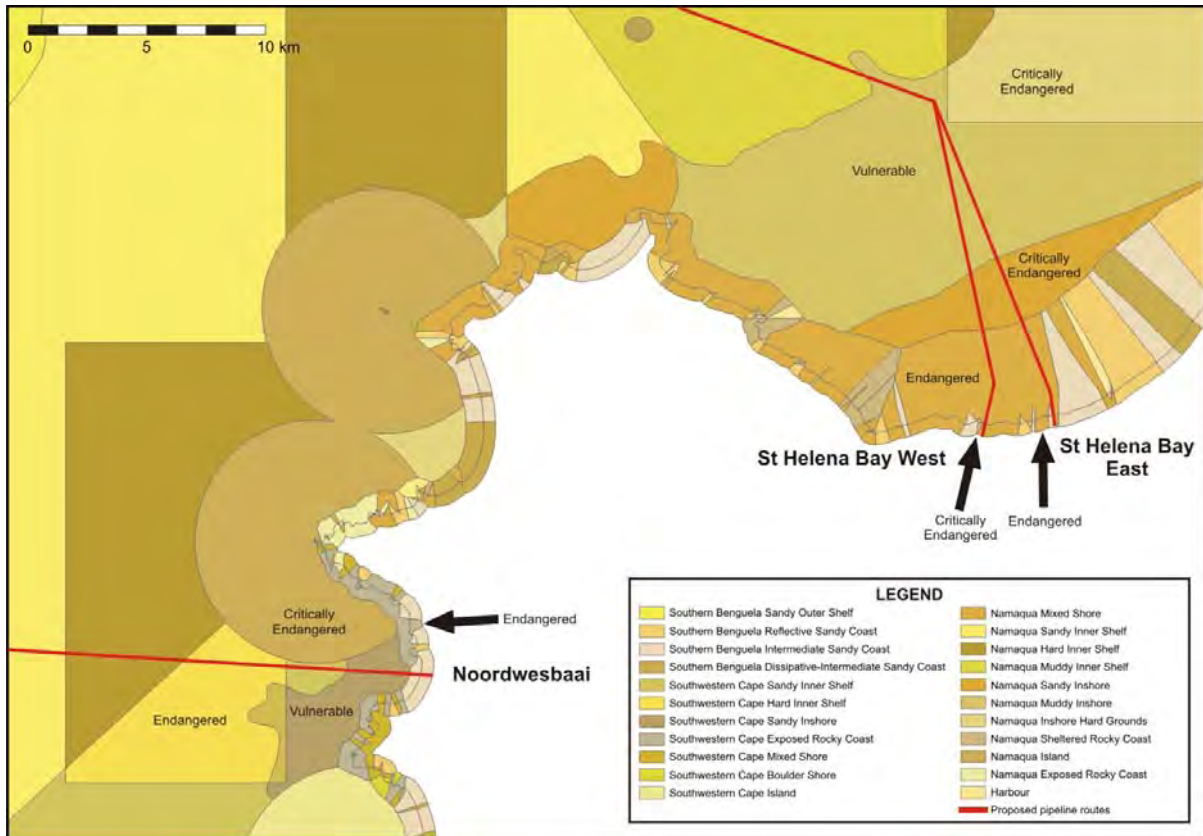 0 5 10 km
Critically
Endangered
Vulnerable
Critically
Endangered
Endangered
St Helena Bay West
St Helena Bay
East
Critically
Endangered
Endangered
Critically
Endangered
Endangered
Noordwesbaai
Endangered
Vulnerable
LEGEND
Southern Benguela Sandy Outer Shelf
Southern Benguela Reflective Sandy Coast
Southern Benguela Intermediate Sandy Coast
Southern Benguela Dissipative-Intermediate Sandy Coast
Southwestern Cape Sandy Inner Shelf
Southwestern Cape Hard Inner Shelf
Southwestern Cape Sandy Inshore
Southwestern Cape Exposed Rocky Coast
Southwestern Cape Mixed Shore
Southwestern Cape Boulder Shore
Southwestern Cape Island
Namaqua Mixed Shore
Namaqua Sandy Inner Shelf
Namaqua Hard Inner Shelf
Namaqua Muddy Inner Shelf
Namaqua Sandy Inshore
Namaqua Muddy Inshore
Namaqua Inshore Hard Grounds
Namaqua Sheltered Rocky Coast
Namaqua Island
Namaqua Exposed Rocky Coast
Harbour
Proposed pipeline routes